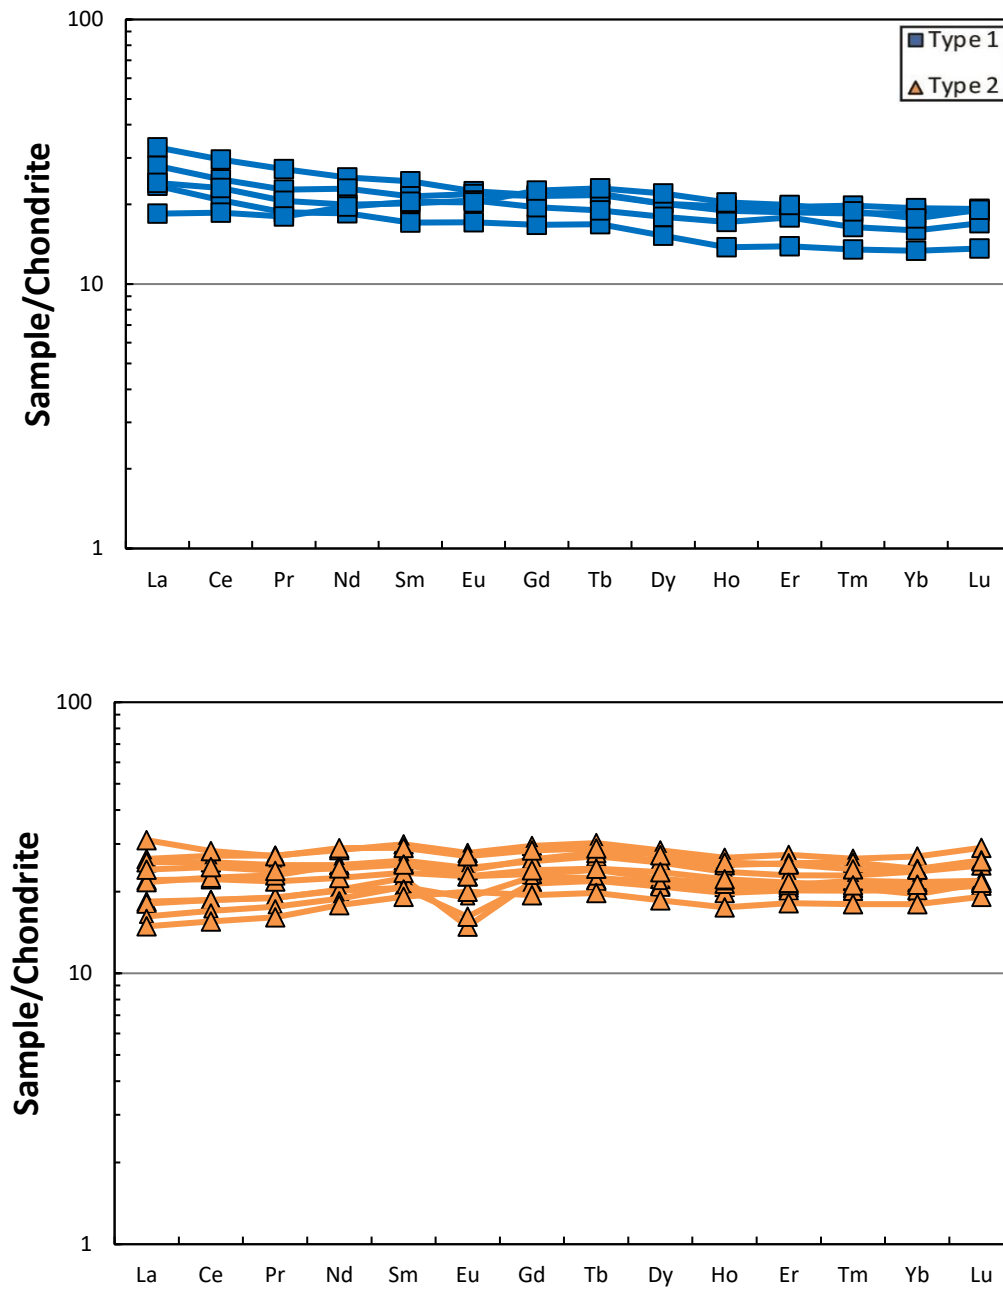 100
Type 1
Type 2
10
1
Sample/Chondrite
La Ce Pr Nd Sm Eu Gd Tb Dy Ho Er Tm Yb Lu
100
10
1
Sample/Chondrite
La Ce Pr Nd Sm Eu Gd Tb Dy Ho Er Tm Yb Lu